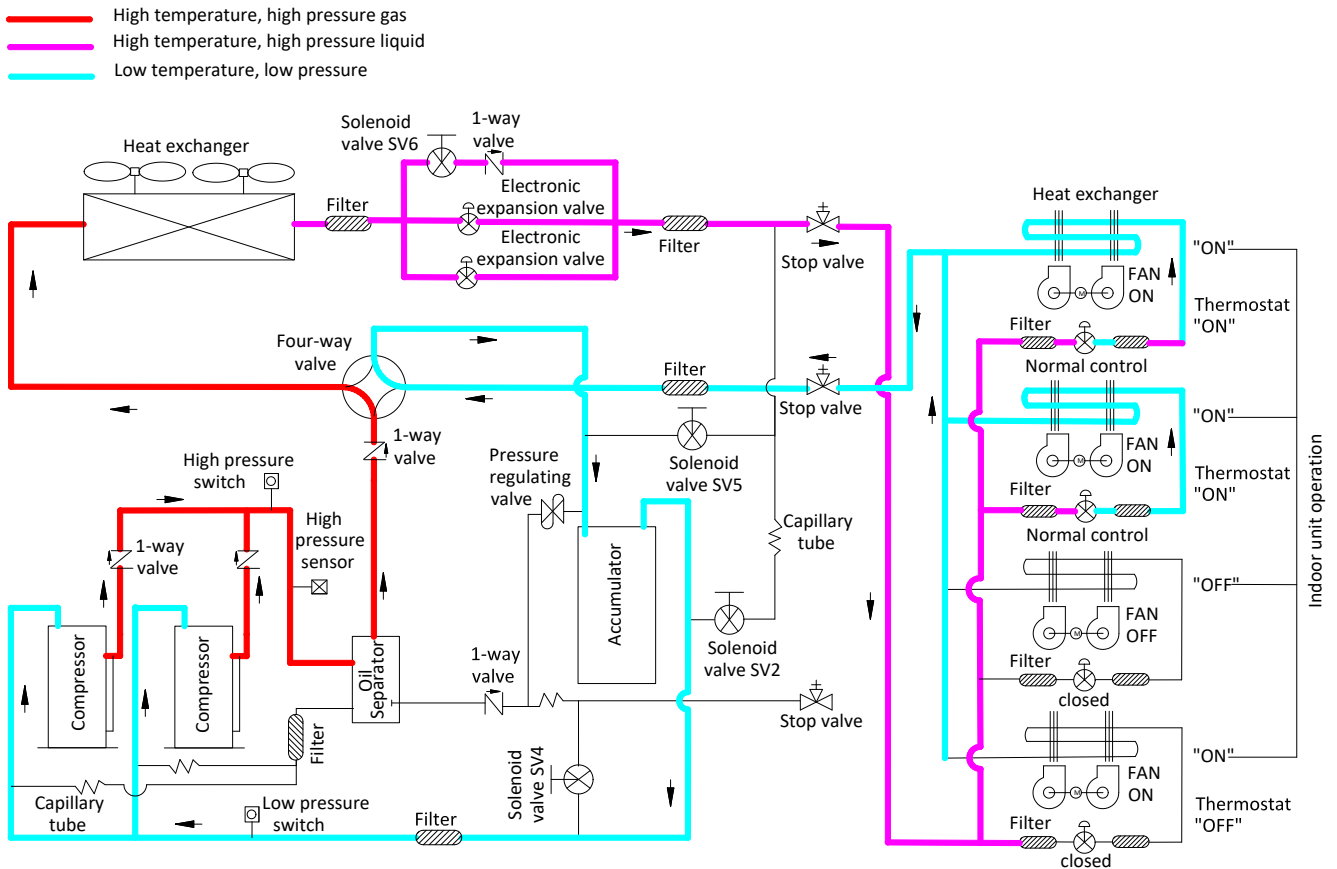 High temperature, high pressure gas
High temperature, high pressure liquid
Low temperature, low pressure
Heat exchanger
Solenoid
valve SV6
1-way
valve
Filter
Electronic
expansion valve
Electronic
expansion valve
Filter
Stop valve
Heat exchanger
"ON"
FAN
ON
Thermostat
"ON"
Filter
Normal control
Four-way
valve
Filter
Stop valve
"ON"
FAN
ON
Thermostat
"ON"
Filter
Normal control
1-way
valve
High pressure
switch
Pressure
regulating
valve
Solenoid
valve SV5
High
pressure
sensor
1-way
valve
Capillary
tube
"OFF"
FAN
OFF
Filter
closed
Indoor unit operation
Compressor
Compressor
Oil
Separator
Accumulator
1-way
valve
Solenoid
valve SV2
Stop valve
Filter
Solenoid
valve SV4
Capillary
tube
Low pressure
switch
Filter
"ON"
FAN
ON
Thermostat
"OFF"
Filter
closed
M
M
M
M